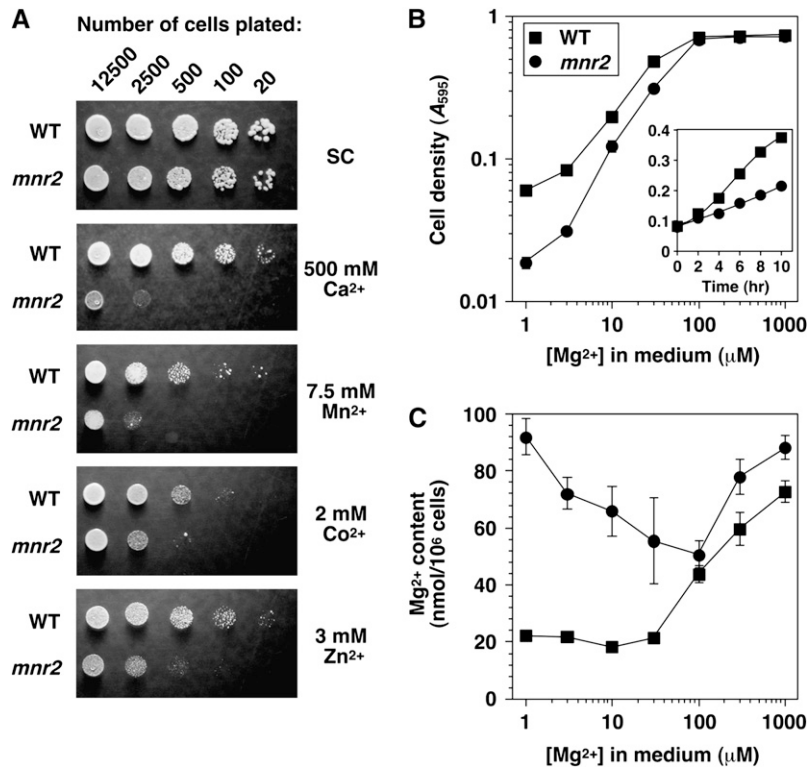 A
Number of cells plated:
12500 2500 500 100 20
WT
mnr2
SC
WT
mnr2
500 mM
Ca²⁺
WT
mnr2
7.5 mM
Mn²⁺
WT
mnr2
2 mM
Co²⁺
WT
mnr2
3 mM
Zn²⁺
B
Cell density (A₅₉₅)
1
0.1
0.01
WT
mnr2
0.4
0.3
0.2
0.1
0
0 2 4 6 8 10
Time (hr)
1 10 100 1000
[Mg²⁺] in medium (μM)
C
Mg²⁺ content
(nmol/10⁶ cells)
100
80
60
40
20
0
1 10 100 1000
[Mg²⁺] in medium (μM)